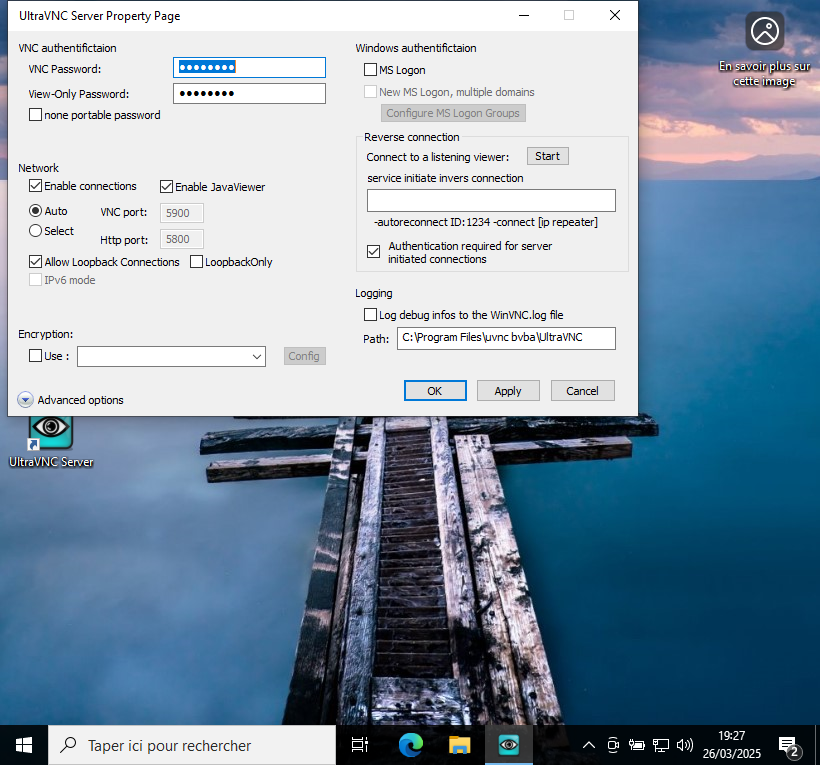 UltraVNC Server Property Page
VNC authentifictaion
VNC Password:
●●●●●●●●
View-Only Password:
●●●●●●●●
none portable password
Windows authentifictaion
MS Logon
New MS Logon, multiple domains
Configure MS Logon Groups
Reverse connection
Connect to a listening viewer:
Start
service initiate invers connection
-autoreconnect ID:1234 -connect [ip repeater]
Authentication required for server
initiated connections
Network
Enable connections
Enable JavaViewer
Auto
VNC port:
5900
Select
Http port:
5800
Allow Loopback Connections
LoopbackOnly
IPv6 mode
Logging
Log debug infos to the WinVNC.log file
Path:
C:\Program Files\uvnc bvba\UltraVNC
Encryption:
Use :
Config
Advanced options
OK
Apply
Cancel
En savoir plus sur
cette image
UltraVNC Server
Taper ici pour rechercher
19:27
26/03/2025
2